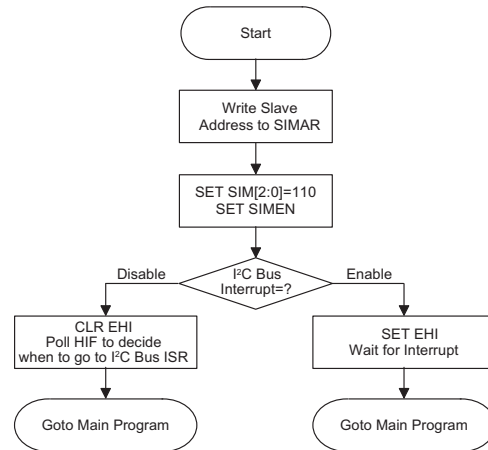 Start
Write Slave
Address to SIMAR
SET SIM[2:0]=110
SET SIMEN
I²C Bus
Interrupt=?
Disable
Enable
CLR EHI
Poll HIF to decide
when to go to I²C Bus ISR
SET EHI
Wait for Interrupt
Goto Main Program
Goto Main Program